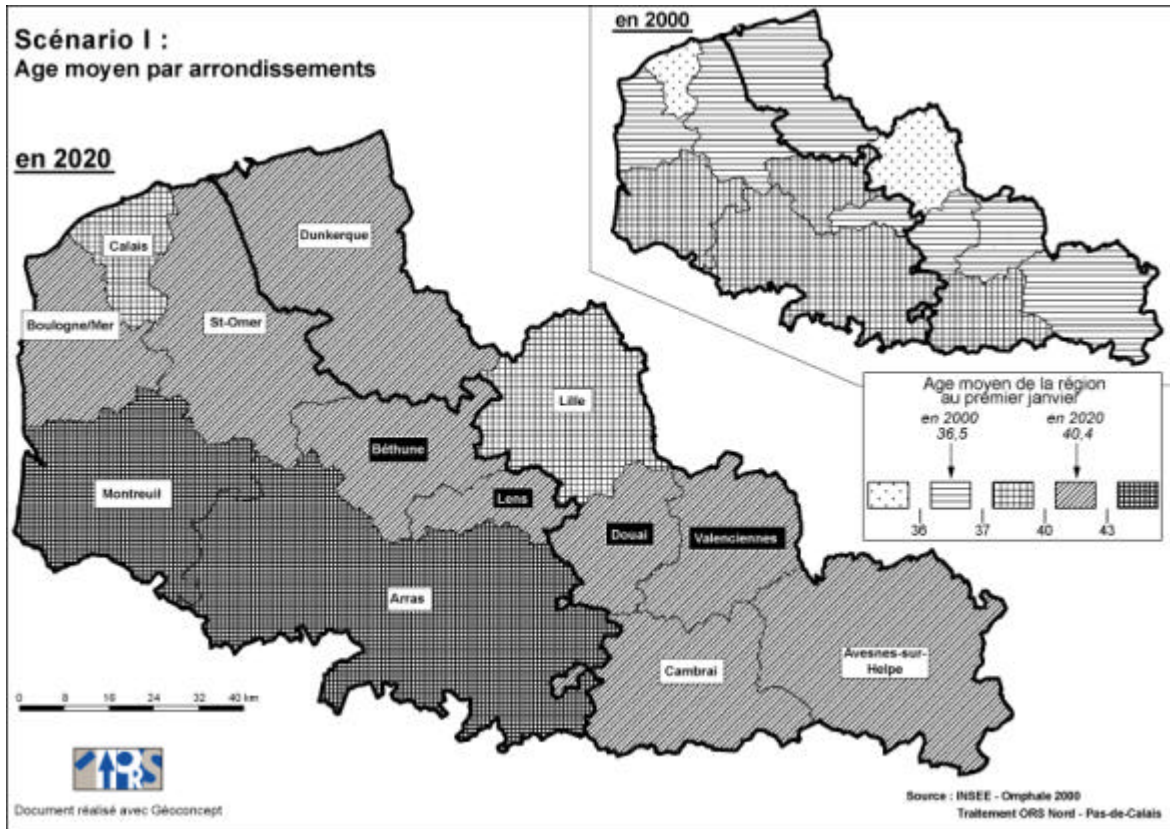 Scénario I :
Age moyen par arrondissements
en 2000
en 2020
Dunkerque
Calais
Boulogne/Mer
St-Omer
Lille
Béthune
Montreuil
Lens
Douai
Valenciennes
Arras
Cambrai
Avesnes-sur-
Helpe
Age moyen de la région
au premier janvier
en 2000 en 2020
36,5 40,4
36 37 40 43
0 8 16 24 32 40 km
ORS
Document réalisé avec Géoconcept
Source : INSEE - Omphale 2000
Traitement ORS Nord - Pas-de-Calais